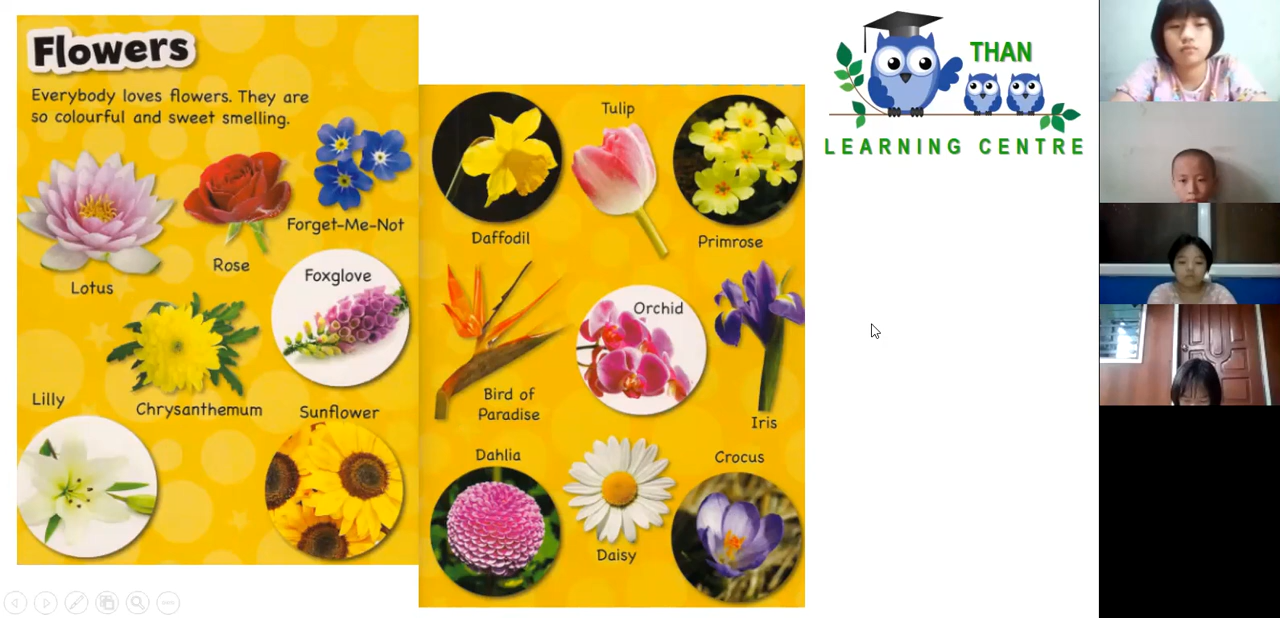 Flowers
Everybody loves flowers. They are
so colourful and sweet smelling.
Lotus
Rose
Forget-Me-Not
Foxglove
Chrysanthemum
Lilly
Sunflower
Daffodil
Tulip
Primrose
Bird of
Paradise
Orchid
Iris
Dahlia
Daisy
Crocus
THAN
LEARNING CENTRE